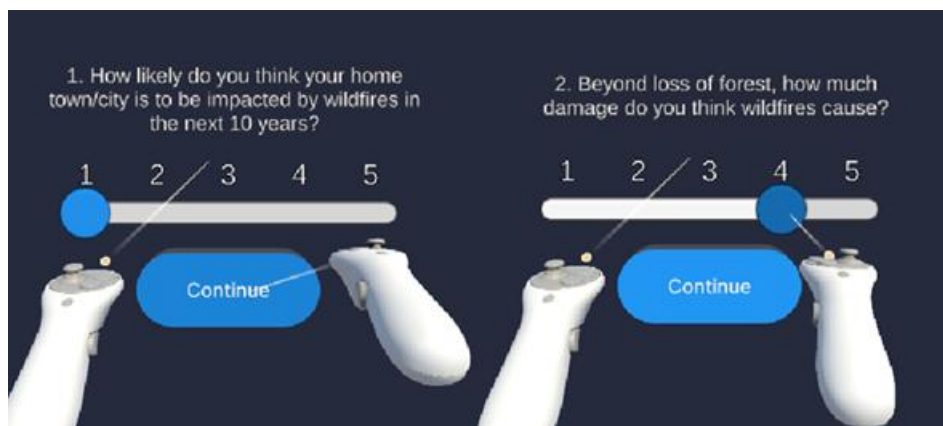 1. How likely do you think your home
town/city is to be impacted by wildfires in
the next 10 years?
1 2 3 4 5
Continue
2. Beyond loss of forest, how much
damage do you think wildfires cause?
1 2 3 4 5
Continue